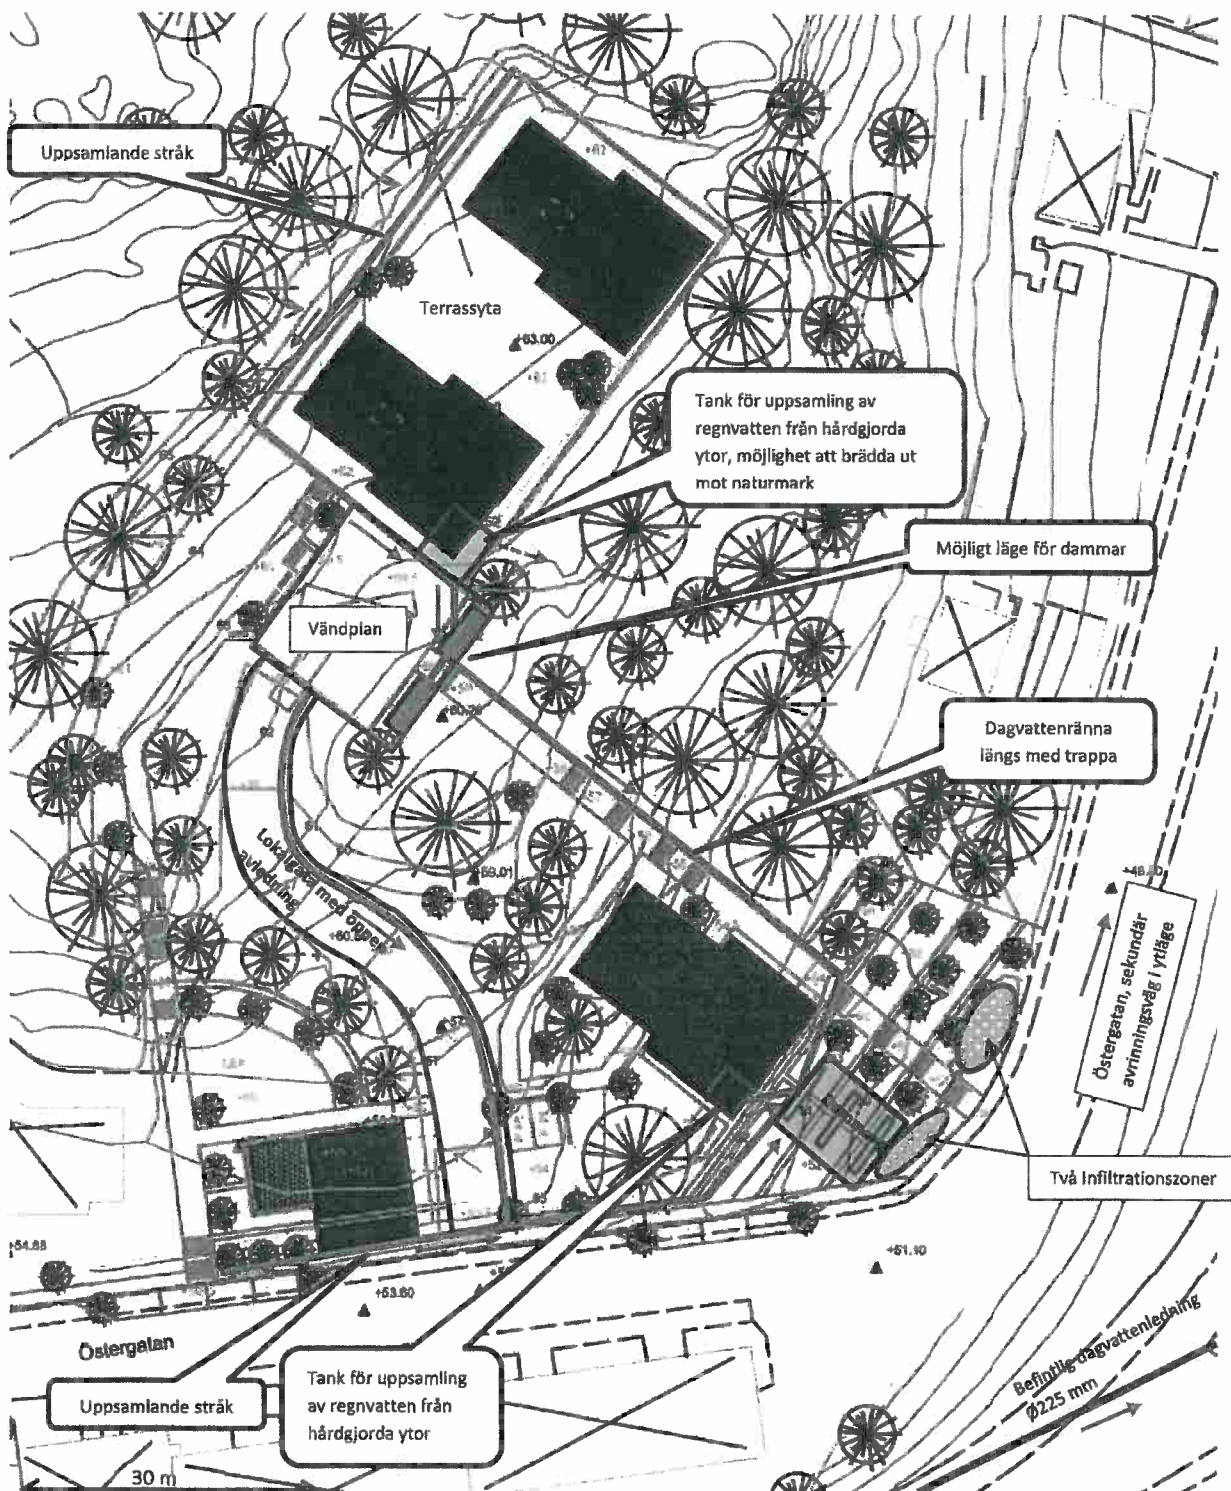 Uppsamlande stråk
Terrassyta
+63.00
Tank för uppsamling av
regnvatten från hårdgjorda
ytor, möjlighet att brädda ut
mot naturmark
Möjligt läge för dammar
Vändplan
Dagvattenränna
längs med trappa
Lokalgata med öppen
avledning
+59.01
Östergatan, sekundär
avrinningsväg i ytläge
Två Infiltrationszoner
+51.10
+53.60
Östergatan
Uppsamlande stråk
Tank för uppsamling
av regnvatten från
hårdgjorda ytor
Befintlig dagvattenledning
Ø225 mm
30 m